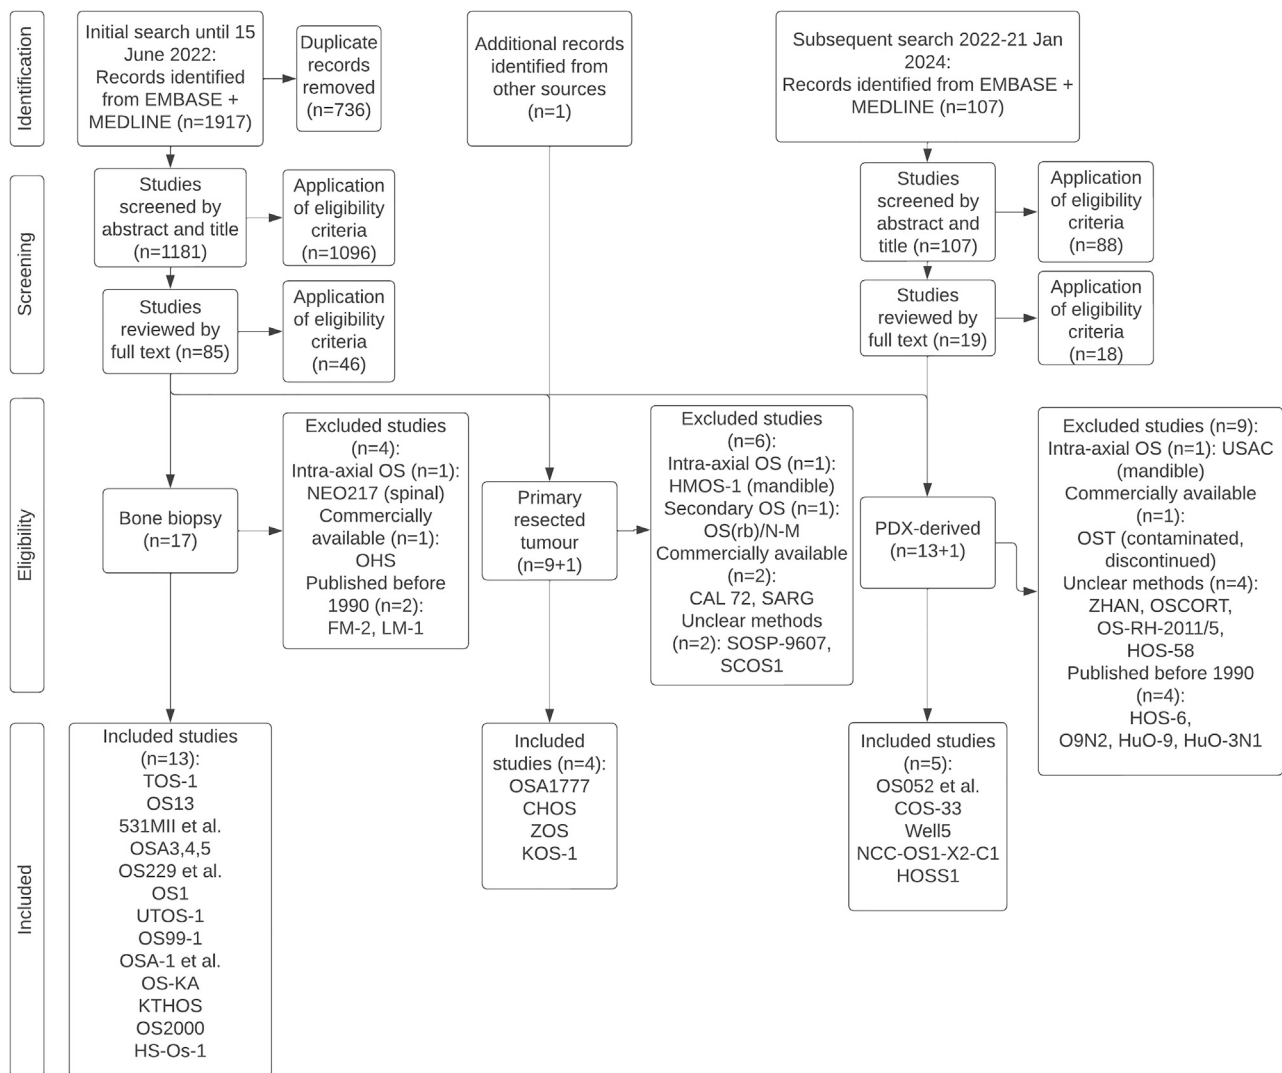 Identification
Initial search until 15
June 2022:
Records identified
from EMBASE +
MEDLINE (n=1917)
Duplicate
records
removed
(n=736)
Additional records
identified from
other sources
(n=1)
Subsequent search 2022-21 Jan
2024:
Records identified from EMBASE +
MEDLINE (n=107)
Screening
Studies
screened by
abstract and title
(n=1181)
Application
of eligibility
criteria
(n=1096)
Studies
screened by
abstract and
title (n=107)
Application
of eligibility
criteria
(n=88)
Studies
reviewed by
full text (n=85)
Application
of eligibility
criteria
(n=46)
Studies
reviewed by
full text
(n=19)
Application
of eligibility
criteria
(n=18)
Eligibility
Bone biopsy
(n=17)
Excluded studies
(n=4):
Intra-axial OS (n=1):
NEO217 (spinal)
Commercially
available (n=1):
OHS
Published before
1990 (n=2):
FM-2, LM-1
Primary
resected
tumour
(n=9+1)
Excluded studies
(n=6):
Intra-axial OS (n=1):
HMOS-1 (mandible)
Secondary OS (n=1):
OS(rb)/N-M
Commercially available
(n=2):
CAL 72, SARG
Unclear methods
(n=2): SOSP-9607,
SCOS1
PDX-derived
(n=13+1)
Excluded studies (n=9):
Intra-axial OS (n=1): USAC
(mandible)
Commercially available
(n=1):
OST (contaminated,
discontinued)
Unclear methods (n=4):
ZHAN, OSCORT,
OS-RH-2011/5,
HOS-58
Published before 1990
(n=4):
HOS-6,
O9N2, HuO-9, HuO-3N1
Included
Included studies
(n=13):
TOS-1
OS13
531MII et al.
OSA3,4,5
OS229 et al.
OS1
UTOS-1
OS99-1
OSA-1 et al.
OS-KA
KTHOS
OS2000
HS-Os-1
Included
studies (n=4):
OSA1777
CHOS
ZOS
KOS-1
Included studies
(n=5):
OS052 et al.
COS-33
Well5
NCC-OS1-X2-C1
HOSS1